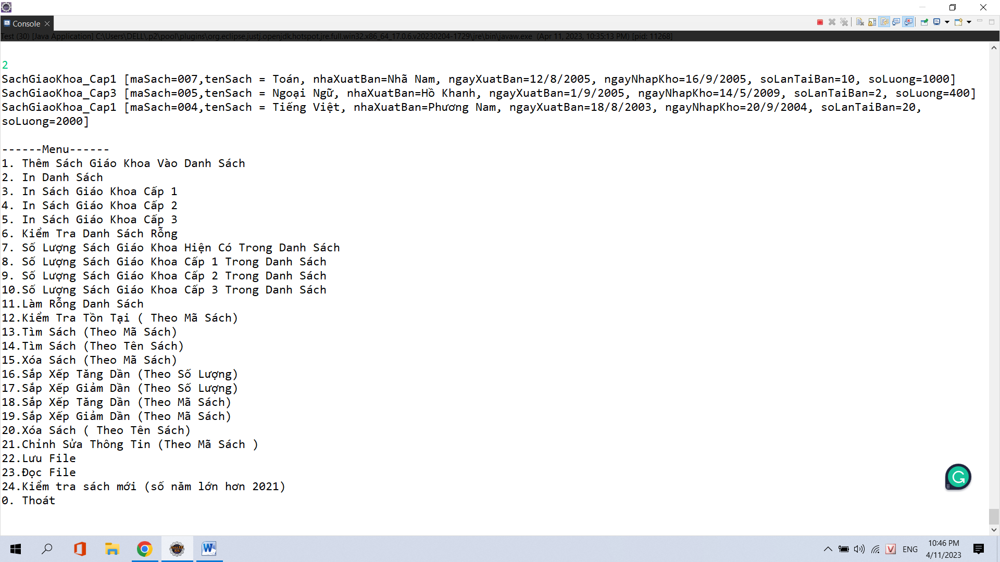 Console
Test (30) [Java Application] C:\Users\DELL\.p2\pool\plugins\org.eclipse.justj.openjdk.hotspot.jre.full.win32.x86_64_17.0.6.v20230204-1729\jre\bin\javaw.exe (Apr 11, 2023, 10:35:13 PM) [pid: 11268]
2
SachGiaoKhoa_Cap1 [maSach=007,tenSach = Toán, nhaXuatBan=Nhã Nam, ngayXuatBan=12/8/2005, ngayNhapKho=16/9/2005, soLanTaiBan=10, soLuong=1000]
SachGiaoKhoa_Cap3 [maSach=005,tenSach = Ngoại Ngữ, nhaXuatBan=Hồ Khanh, ngayXuatBan=1/9/2005, ngayNhapKho=14/5/2009, soLanTaiBan=2, soLuong=400]
SachGiaoKhoa_Cap1 [maSach=004,tenSach = Tiếng Việt, nhaXuatBan=Phương Nam, ngayXuatBan=18/8/2003, ngayNhapKho=20/9/2004, soLanTaiBan=20,
soLuong=2000]
------Menu------
1. Thêm Sách Giáo Khoa Vào Danh Sách
2. In Danh Sách
3. In Sách Giáo Khoa Cấp 1
4. In Sách Giáo Khoa Cấp 2
5. In Sách Giáo Khoa Cấp 3
6. Kiểm Tra Danh Sách Rỗng
7. Số Lượng Sách Giáo Khoa Hiện Có Trong Danh Sách
8. Số Lượng Sách Giáo Khoa Cấp 1 Trong Danh Sách
9. Số Lượng Sách Giáo Khoa Cấp 2 Trong Danh Sách
10.Số Lượng Sách Giáo Khoa Cấp 3 Trong Danh Sách
11.Làm Rỗng Danh Sách
12.Kiểm Tra Tồn Tại ( Theo Mã Sách)
13.Tìm Sách (Theo Mã Sách)
14.Tìm Sách (Theo Tên Sách)
15.Xóa Sách (Theo Mã Sách)
16.Sắp Xếp Tăng Dần (Theo Số Lượng)
17.Sắp Xếp Giảm Dần (Theo Số Lượng)
18.Sắp Xếp Tăng Dần (Theo Mã Sách)
19.Sắp Xếp Giảm Dần (Theo Mã Sách)
20.Xóa Sách ( Theo Tên Sách)
21.Chỉnh Sửa Thông Tin (Theo Mã Sách )
22.Lưu File
23.Đọc File
24.Kiểm tra sách mới (số năm lớn hơn 2021)
0. Thoát
ENG
10:46 PM
4/11/2023